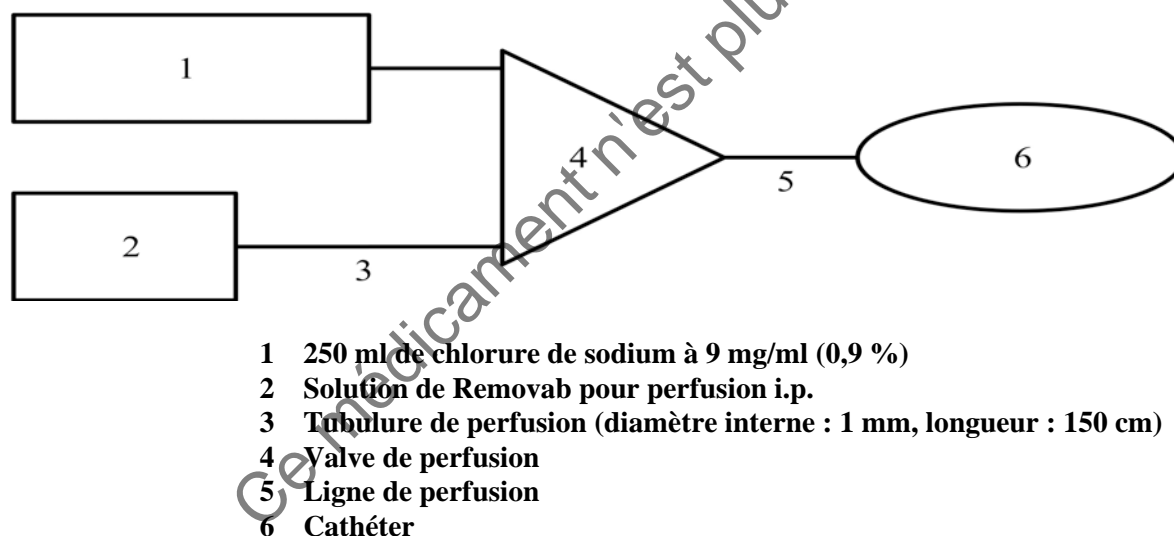 1
2
3
4
5
6
1 250 ml de chlorure de sodium à 9 mg/ml (0,9 %)
2 Solution de Removab pour perfusion i.p.
3 Tubulure de perfusion (diamètre interne : 1 mm, longueur : 150 cm)
4 Valve de perfusion
5 Ligne de perfusion
6 Cathéter
Ce médicament n'est plu